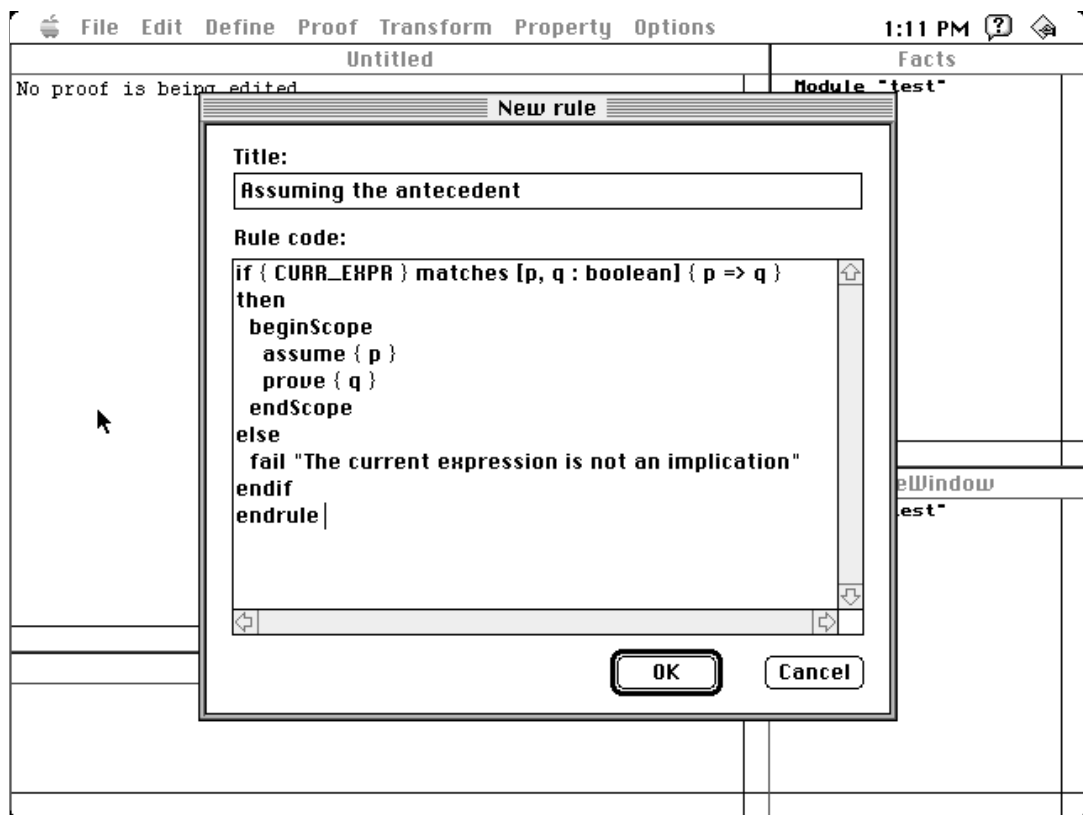 File Edit Define Proof Transform Property Options 1:11 PM
Untitled
Facts
No proof is being edited
Module "test"
New rule
Title:
Assuming the antecedent
Rule code:
if { CURR_EXPR } matches [p, q : boolean] { p => q }
then
beginScope
assume { p }
prove { q }
endScope
else
fail "The current expression is not an implication"
endif
endrule
eWindow
est"
OK
Cancel